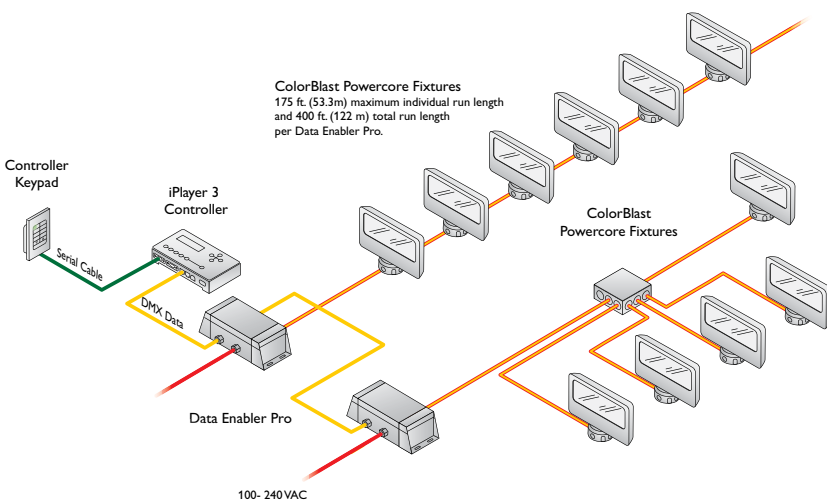 ColorBlast Powercore Fixtures
175 ft. (53.3m) maximum individual run length
and 400 ft. (122 m) total run length
per Data Enabler Pro.
Controller
Keypad
iPlayer 3
Controller
Serial Cable
DMX Data
ColorBlast
Powercore Fixtures
Data Enabler Pro
100- 240 VAC